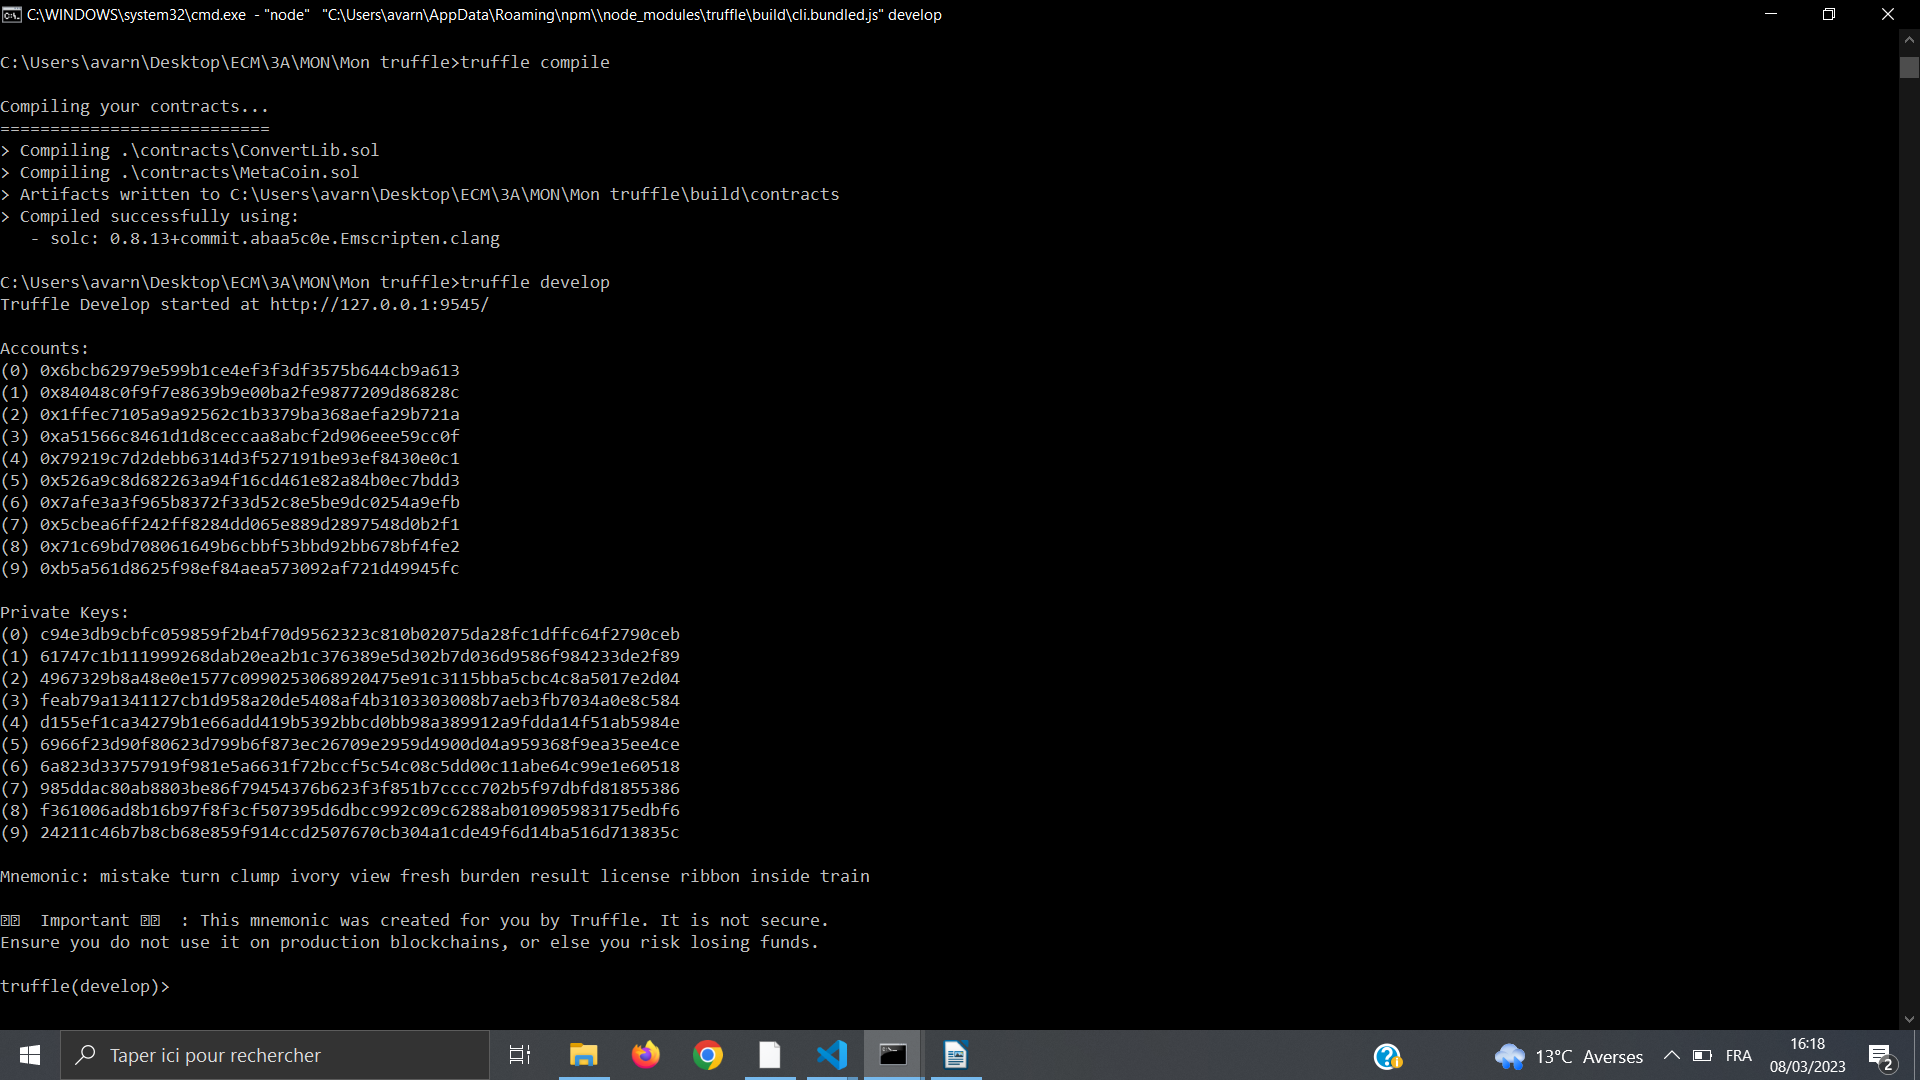 C:\WINDOWS\system32\cmd.exe - "node" "C:\Users\avarn\AppData\Roaming\npm\\node_modules\truffle\build\cli.bundled.js" develop
C:\Users\avarn\Desktop\ECM\3A\MON\Mon truffle>truffle compile
Compiling your contracts...
===========================
> Compiling .\contracts\ConvertLib.sol
> Compiling .\contracts\MetaCoin.sol
> Artifacts written to C:\Users\avarn\Desktop\ECM\3A\MON\Mon truffle\build\contracts
> Compiled successfully using:
   - solc: 0.8.13+commit.abaa5c0e.Emscripten.clang
C:\Users\avarn\Desktop\ECM\3A\MON\Mon truffle>truffle develop
Truffle Develop started at http://127.0.0.1:9545/
Accounts:
(0) 0x6bcb62979e599b1ce4ef3f3df3575b644cb9a613
(1) 0x84048c0f9f7e8639b9e00ba2fe9877209d86828c
(2) 0x1ffec7105a9a92562c1b3379ba368aefa29b721a
(3) 0xa51566c8461d1d8ceccaa8abcf2d906eee59cc0f
(4) 0x79219c7d2debb6314d3f527191be93ef8430e0c1
(5) 0x526a9c8d682263a94f16cd461e82a84b0ec7bdd3
(6) 0x7afe3a3f965b8372f33d52c8e5be9dc0254a9efb
(7) 0x5cbea6ff242ff8284dd065e889d2897548d0b2f1
(8) 0x71c69bd708061649b6cbbf53bbd92bb678bf4fe2
(9) 0xb5a561d8625f98ef84aea573092af721d49945fc
Private Keys:
(0) c94e3db9cbfc059859f2b4f70d9562323c810b02075da28fc1dffc64f2790ceb
(1) 61747c1b111999268dab20ea2b1c376389e5d302b7d036d9586f984233de2f89
(2) 4967329b8a48e0e1577c0990253068920475e91c3115bba5cbc4c8a5017e2d04
(3) feab79a1341127cb1d958a20de5408af4b3103303008b7aeb3fb7034a0e8c584
(4) d155ef1ca34279b1e66add419b5392bbcd0bb98a389912a9fdda14f51ab5984e
(5) 6966f23d90f80623d799b6f873ec26709e2959d4900d04a959368f9ea35ee4ce
(6) 6a823d33757919f981e5a6631f72bccf5c54c08c5dd00c11abe64c99e1e60518
(7) 985ddac80ab8803be86f79454376b623f3f851b7cccc702b5f97dbfd81855386
(8) f361006ad8b16b97f8f3cf507395d6dbcc992c09c6288ab010905983175edbf6
(9) 24211c46b7b8cb68e859f914ccd2507670cb304a1cde49f6d14ba516d713835c
Mnemonic: mistake turn clump ivory view fresh burden result license ribbon inside train
Important : This mnemonic was created for you by Truffle. It is not secure.
Ensure you do not use it on production blockchains, or else you risk losing funds.
truffle(develop)>
Taper ici pour rechercher
13°C Averses
FRA
16:18
08/03/2023
2